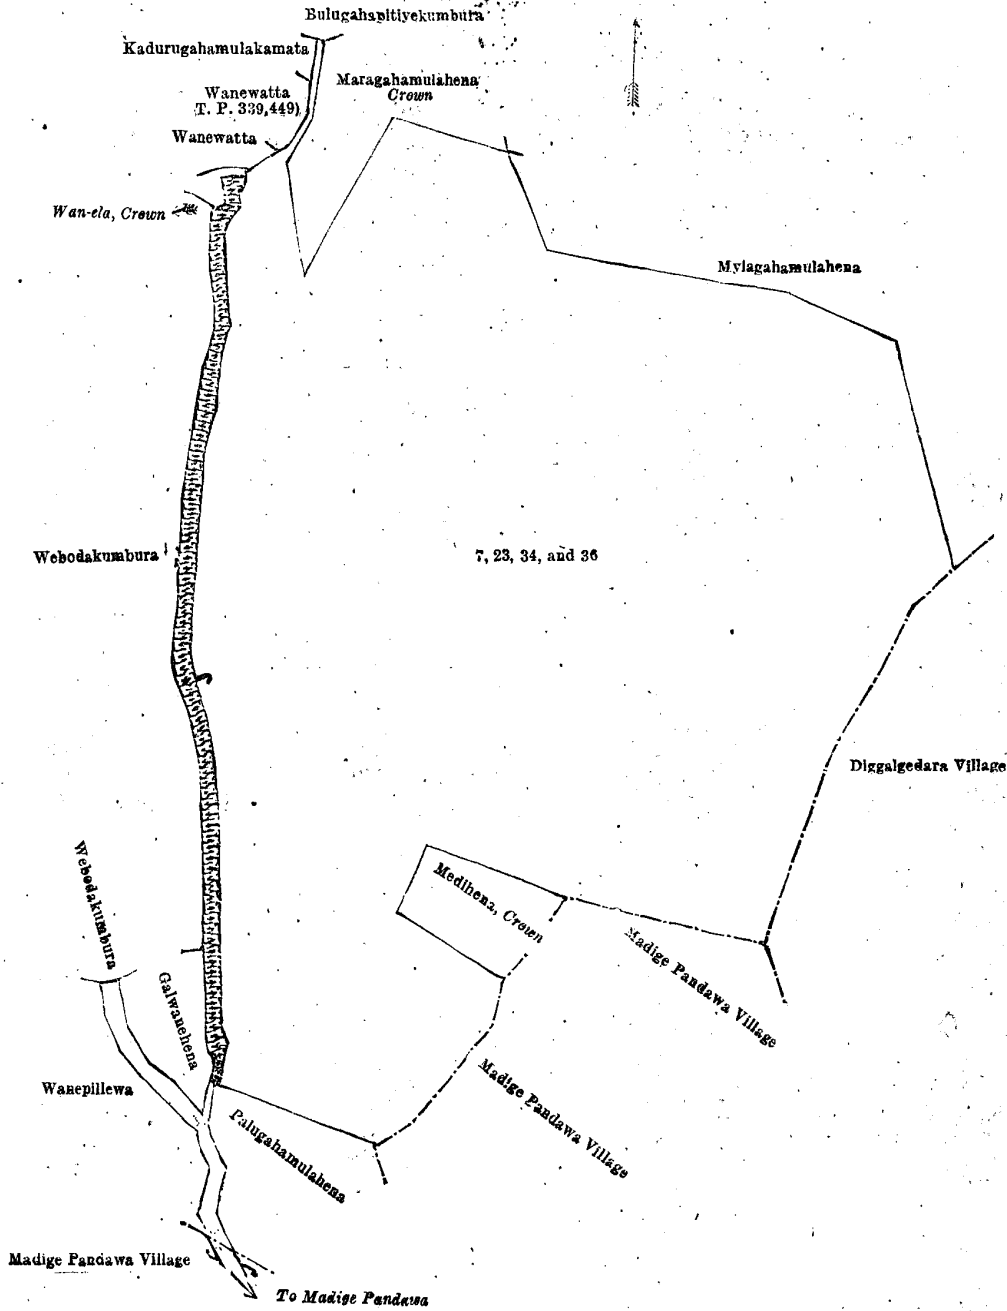 Bulugahapitiyekumbura
Kadurugahamulakamata
Maragahamulahena
Crown
Wanewatta
(T. P. 339,449)
Wanewatta
Wan-ela, Crown
Mylagahamulahena
Webodakumbura
7, 23, 34, and 36
Diggalgedara Village
Webodakumbura
Medihena, Crown
Madige Pandawa Village
Galwanehena
Wanepillewa
Madige Pandawa Village
Palugahamulahena
Madige Pandawa Village
To Madige Pandawa